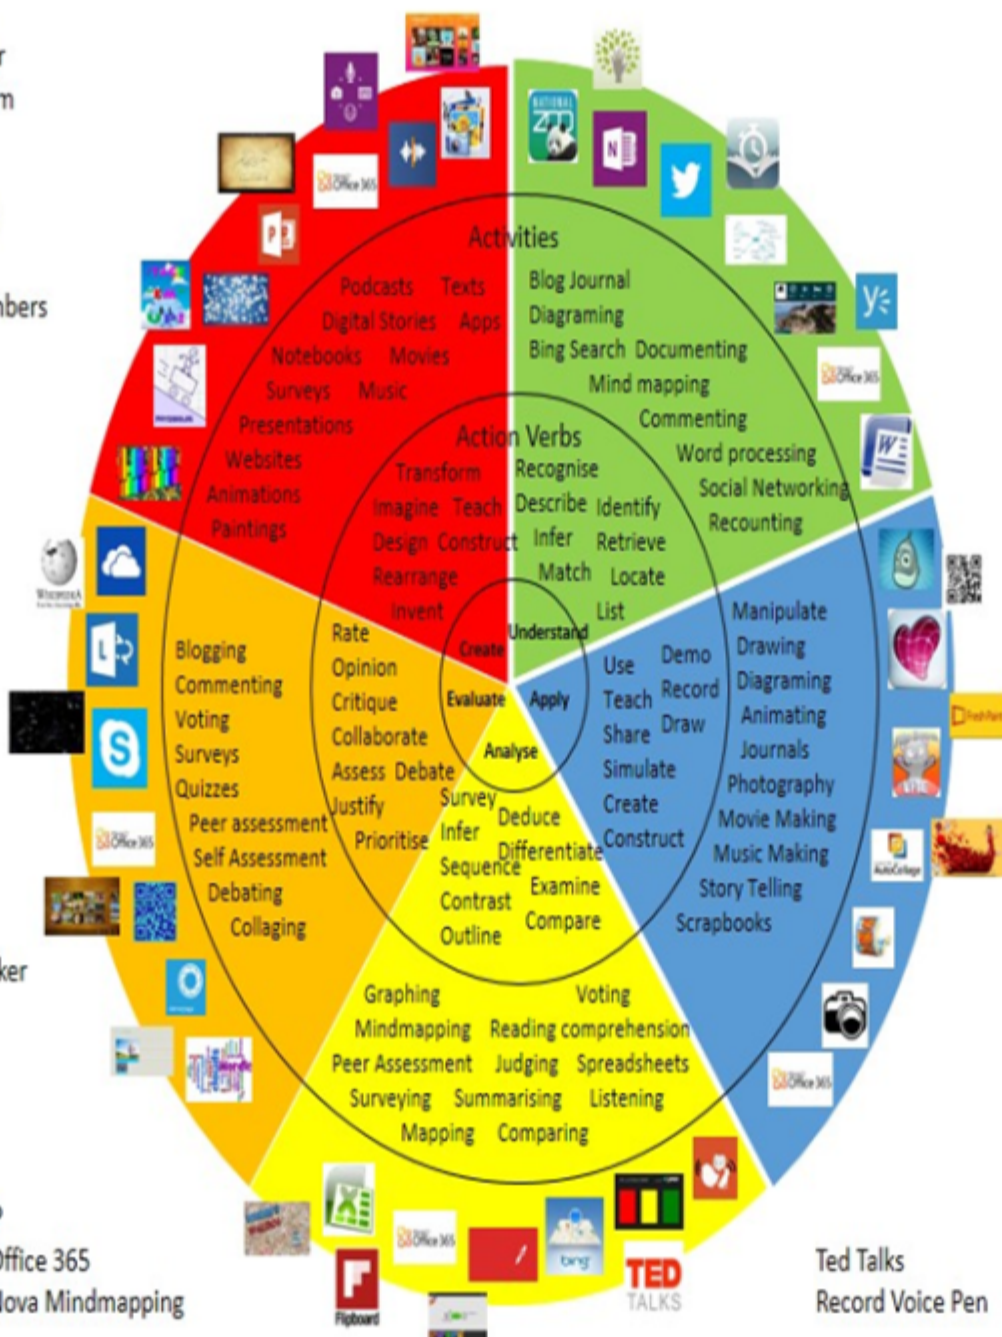 r
m
nbers
ker
Office 365
Nova Mindmapping
Ted Talks
Record Voice Pen
Activities
Podcasts Texts
Digital Stories Apps
Notebooks Movies
Surveys Music
Presentations
Websites
Animations
Paintings
Blog Journal
Diagraming
Bing Search Documenting
Mind mapping
Commenting
Word processing
Social Networking
Recounting
Action Verbs
Transform
Imagine Teach
Design Construct
Rearrange
Invent
Recognise
Describe Identify
Infer Retrieve
Match Locate
List
Create
Understand
Evaluate
Apply
Analyse
Blogging
Commenting
Voting
Surveys
Quizzes
Peer assessment
Self Assessment
Debating
Collaging
Rate
Opinion
Critique
Collaborate
Assess Debate
Justify
Prioritise
Survey
Infer
Sequence
Contrast
Outline
Deduce
Differentiate
Examine
Compare
Use
Teach
Share
Simulate
Create
Construct
Demo
Record
Draw
Manipulate
Drawing
Diagraming
Animating
Journals
Photography
Movie Making
Music Making
Story Telling
Scrapbooks
Graphing Voting
Mindmapping Reading comprehension
Peer Assessment Judging Spreadsheets
Surveying Summarising Listening
Mapping Comparing
NATIONAL
ZOO
N
Office 365
P
Office 365
W
WIKIPEDIA
L
S
Office 365
AutoCollage
Office 365
X
Office 365
bing
Flipboard
TED
TALKS